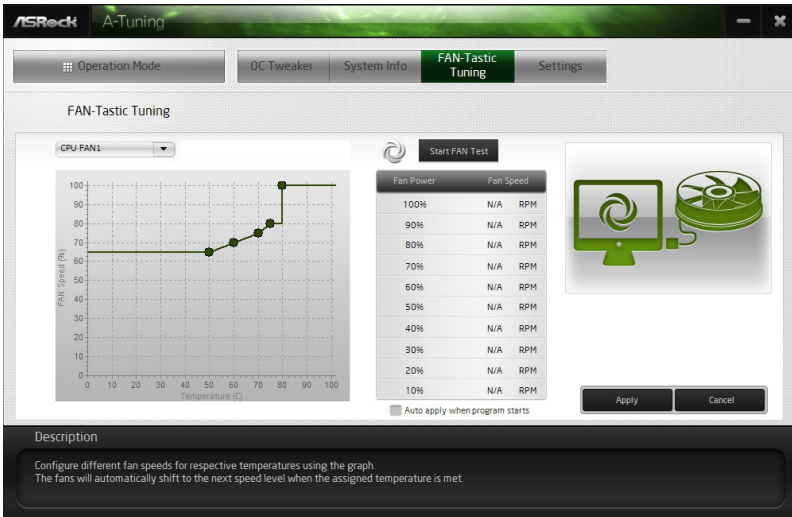 ASRock A-Tuning
Operation Mode OC Tweaker System Info FAN-Tastic Tuning Settings
FAN-Tastic Tuning
CPU FAN1
Start FAN Test
FAN Speed (%)
100
90
80
70
60
50
40
30
20
10
0
0 10 20 30 40 50 60 70 80 90 100
Temperature (C)
Fan Power Fan Speed
100% N/A RPM
90% N/A RPM
80% N/A RPM
70% N/A RPM
60% N/A RPM
50% N/A RPM
40% N/A RPM
30% N/A RPM
20% N/A RPM
10% N/A RPM
Auto apply when program starts
Apply Cancel
Description
Configure different fan speeds for respective temperatures using the graph.
The fans will automatically shift to the next speed level when the assigned temperature is met.